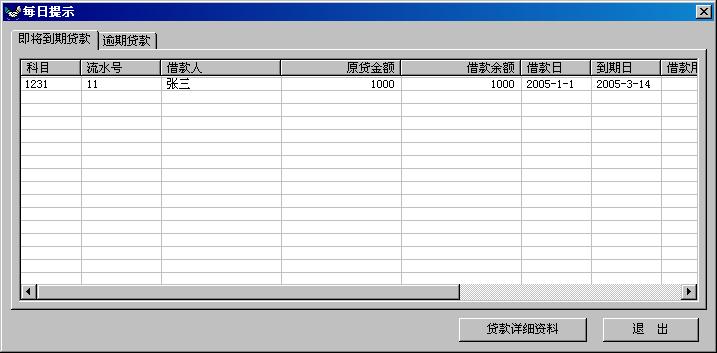 每日提示
即将到期贷款 逾期贷款
科目 流水号 借款人 原贷金额 借款余额 借款日 到期日 借款用
1231 11 张三 1000 1000 2005-1-1 2005-3-14
贷款详细资料 退 出